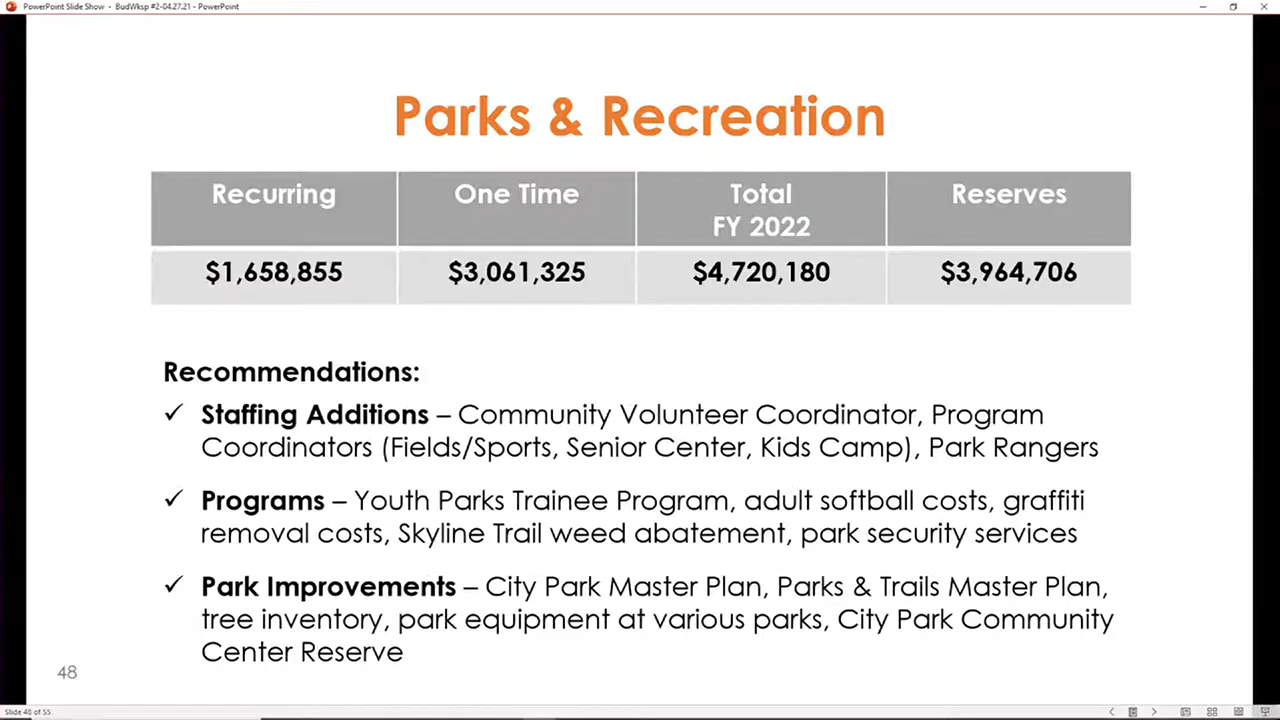 PowerPoint Slide Show - BudWksp #2-04.27.21 - PowerPoint
Parks & Recreation
Recurring One Time Total FY 2022 Reserves
$1,658,855 $3,061,325 $4,720,180 $3,964,706
Recommendations:
✓ Staffing Additions – Community Volunteer Coordinator, Program
Coordinators (Fields/Sports, Senior Center, Kids Camp), Park Rangers
✓ Programs – Youth Parks Trainee Program, adult softball costs, graffiti
removal costs, Skyline Trail weed abatement, park security services
✓ Park Improvements – City Park Master Plan, Parks & Trails Master Plan,
tree inventory, park equipment at various parks, City Park Community
Center Reserve
48
Slide 48 of 55